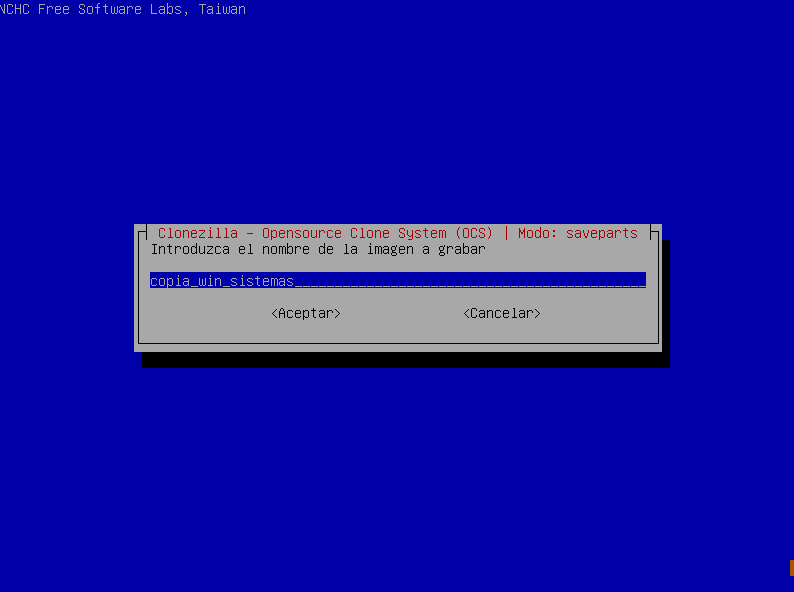 NCHC Free Software Labs, Taiwan
Clonezilla - Opensource Clone System (OCS) | Modo: saveparts
Introduzca el nombre de la imagen a grabar
copia_win_sistemas
<Aceptar> <Cancelar>